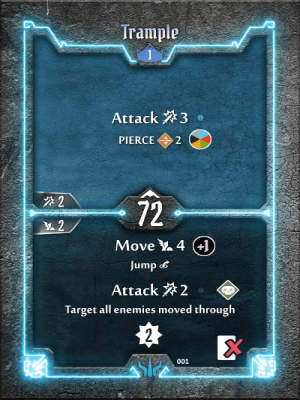 Trample
1
Attack 3
PIERCE 2
2
72
2
Move 4 +1
Jump
Attack 2
Target all enemies moved through
2
001